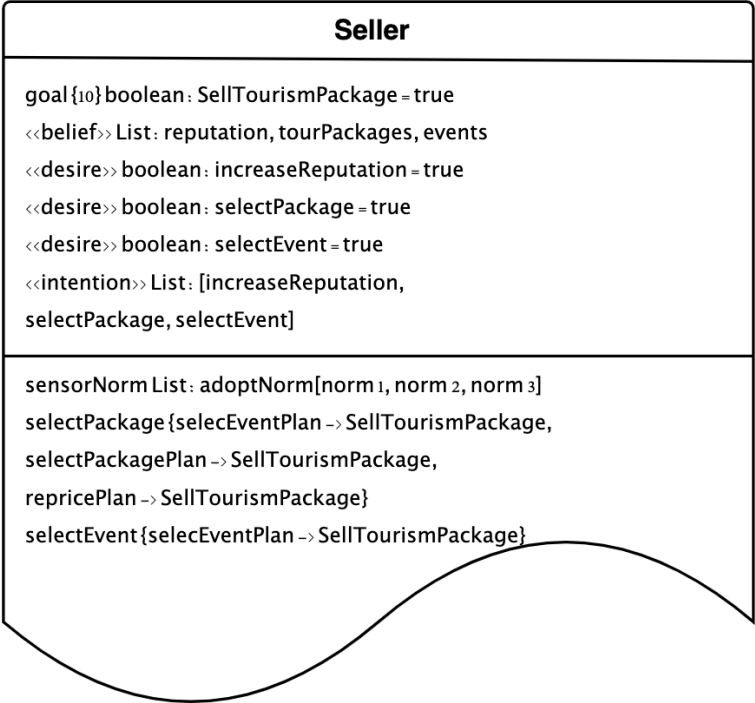 Seller
goal {10} boolean: SellTourismPackage = true
<<belief>> List: reputation, tourPackages, events
<<desire>> boolean: increaseReputation = true
<<desire>> boolean: selectPackage = true
<<desire>> boolean: selectEvent = true
<<intention>> List: [increaseReputation,
selectPackage, selectEvent]
sensorNorm List: adoptNorm[norm 1, norm 2, norm 3]
selectPackage {selecEventPlan -> SellTourismPackage,
selectPackagePlan -> SellTourismPackage,
repricePlan -> SellTourismPackage}
selectEvent {selecEventPlan -> SellTourismPackage}